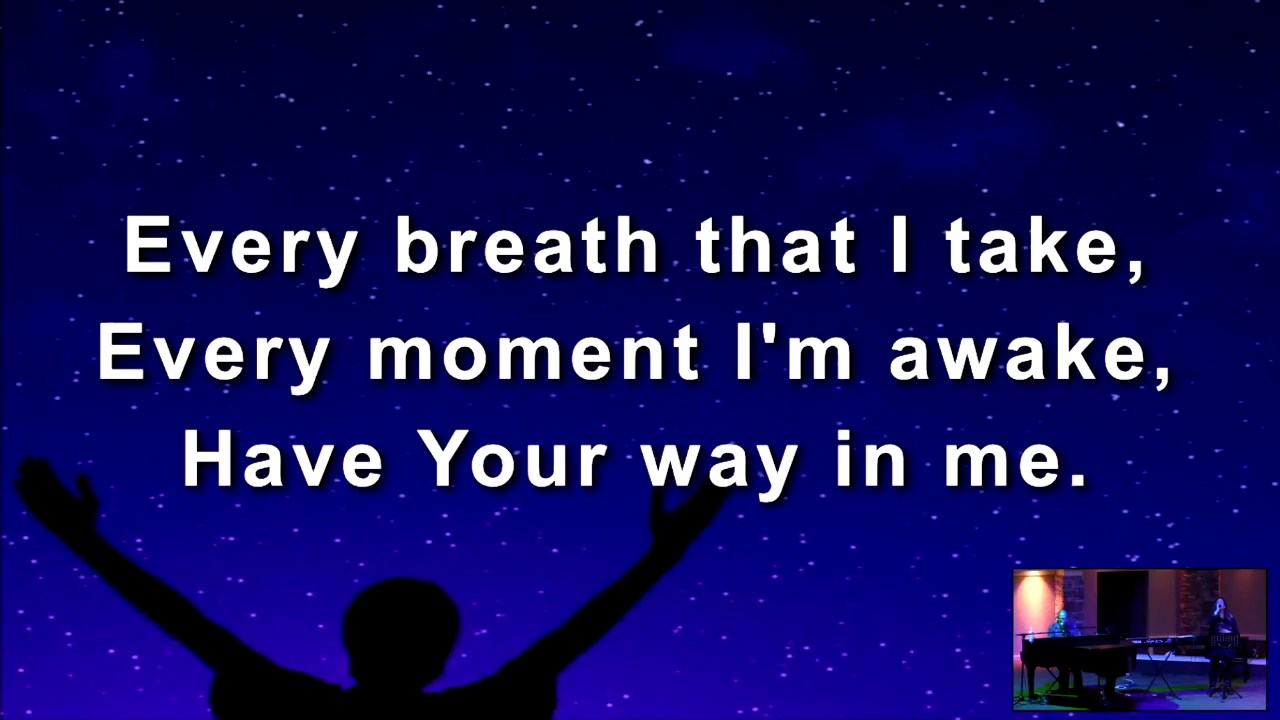 Every breath that I take,
Every moment I'm awake,
Have Your way in me.